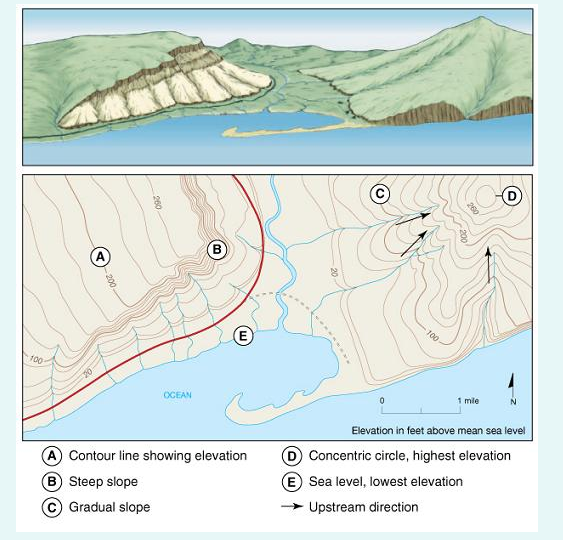 C
D
260
260
200
B
A
200
20
E
100
100
20
OCEAN
0 1 mile
N
Elevation in feet above mean sea level
A Contour line showing elevation
D Concentric circle, highest elevation
B Steep slope
E Sea level, lowest elevation
C Gradual slope
Upstream direction